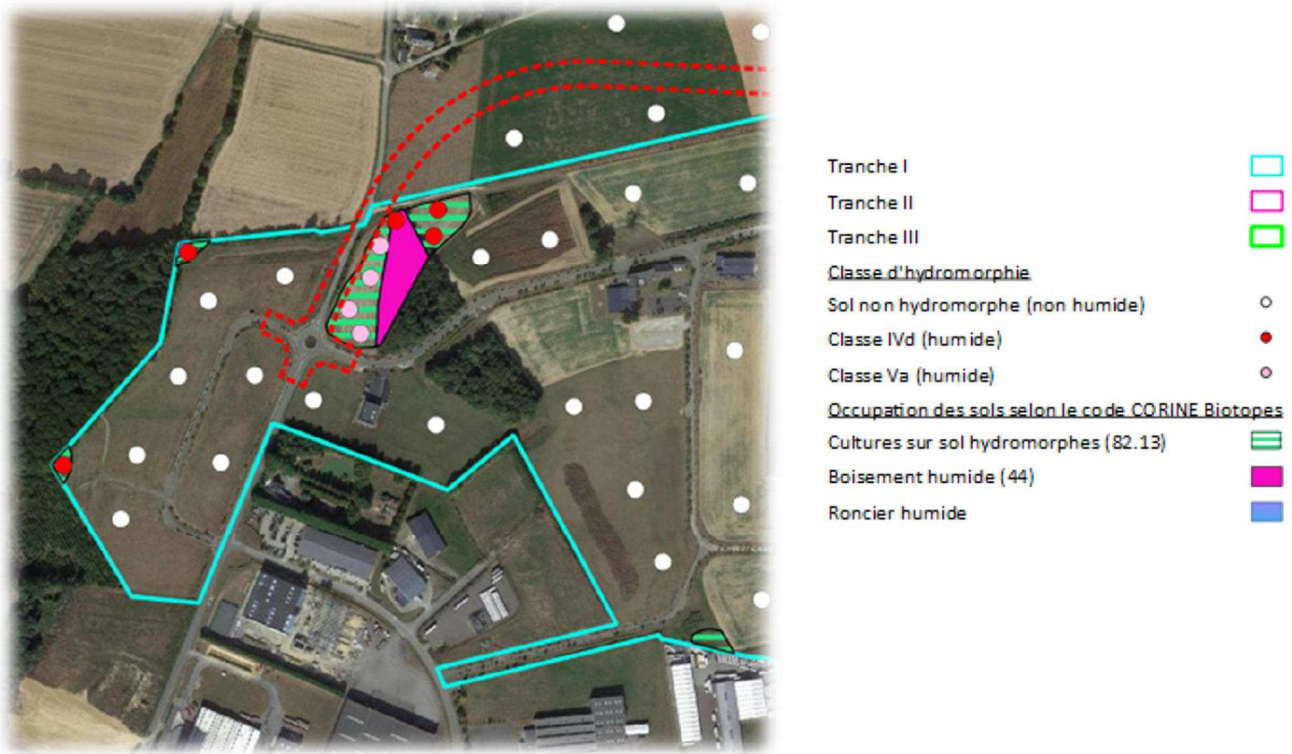 Tranche I
Tranche II
Tranche III
Classe d'hydromorphie
Sol non hydromorphe (non humide)
Classe IVd (humide)
Classe Va (humide)
Occupation des sols selon le code CORINE Biotopes
Cultures sur sol hydromorphes (82.13)
Boisement humide (44)
Roncier humide